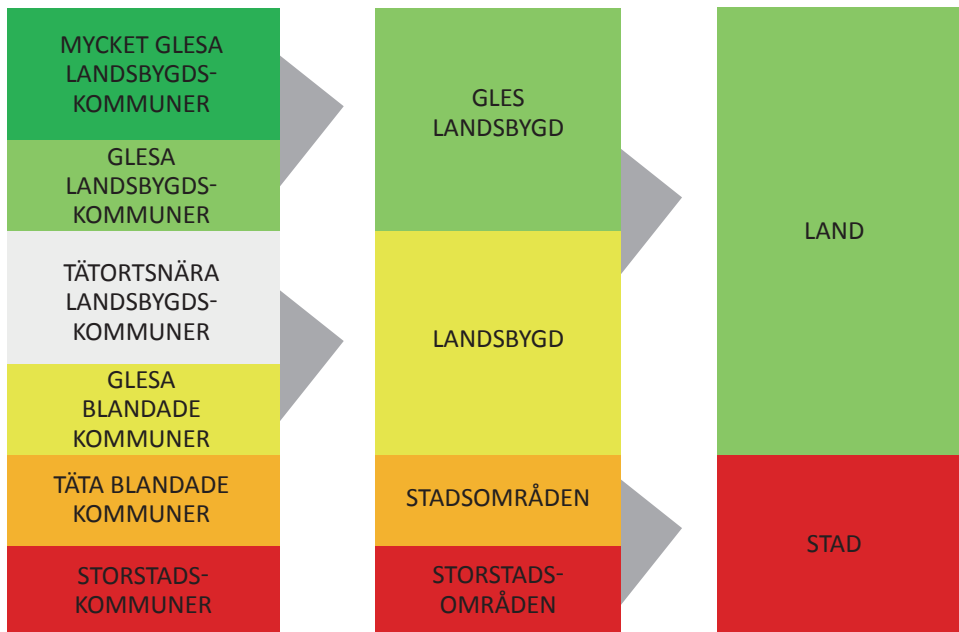 MYCKET GLESA
LANDSBYGDS-
KOMMUNER
GLESA
LANDSBYGDS-
KOMMUNER
TÄTORTSNÄRA
LANDSBYGDS-
KOMMUNER
GLESA
BLANDADE
KOMMUNER
TÄTA BLANDADE
KOMMUNER
STORSTADS-
KOMMUNER
GLES
LANDSBYGD
LANDSBYGD
STADSOMRÅDEN
STORSTADS-
OMRÅDEN
LAND
STAD